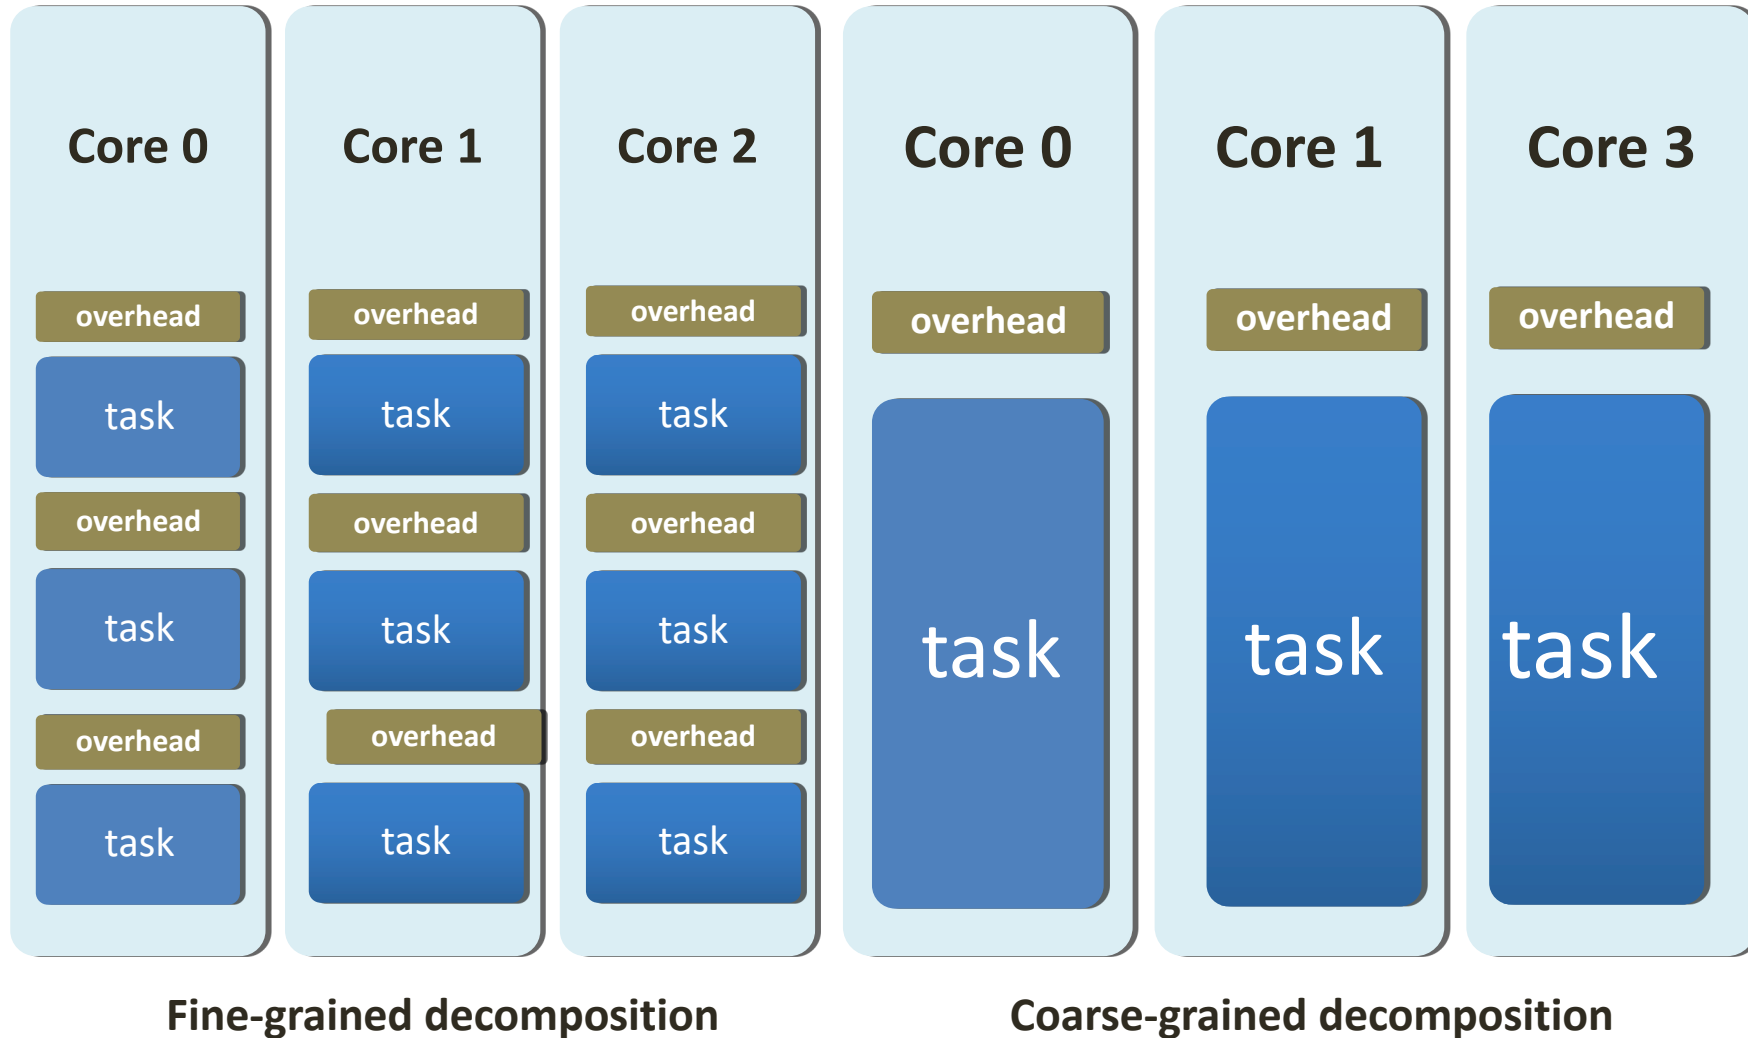 Core 0
overhead
task
overhead
task
overhead
task
Core 1
overhead
task
overhead
task
overhead
task
Core 2
overhead
task
overhead
task
overhead
task
Fine-grained decomposition
Core 0
overhead
task
Core 1
overhead
task
Core 3
overhead
task
Coarse-grained decomposition